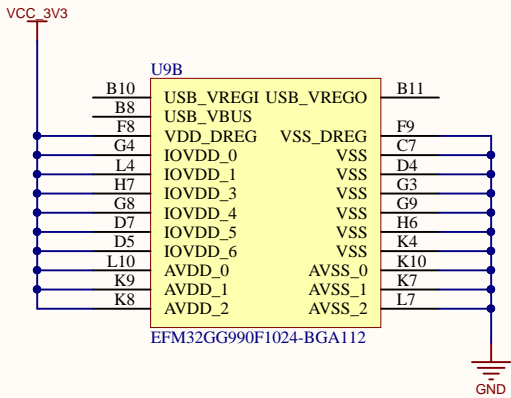 VCC_3V3
U9B
B10 USB_VREGI USB_VREGO B11
B8 USB_VBUS
F8 VDD_DREG VSS_DREG F9
G4 IOVDD_0 VSS C7
L4 IOVDD_1 VSS D4
H7 IOVDD_3 VSS G3
G8 IOVDD_4 VSS G9
D7 IOVDD_5 VSS H6
D5 IOVDD_6 VSS K4
L10 AVDD_0 AVSS_0 K10
K9 AVDD_1 AVSS_1 K7
K8 AVDD_2 AVSS_2 L7
EFM32GG990F1024-BGA112
GND